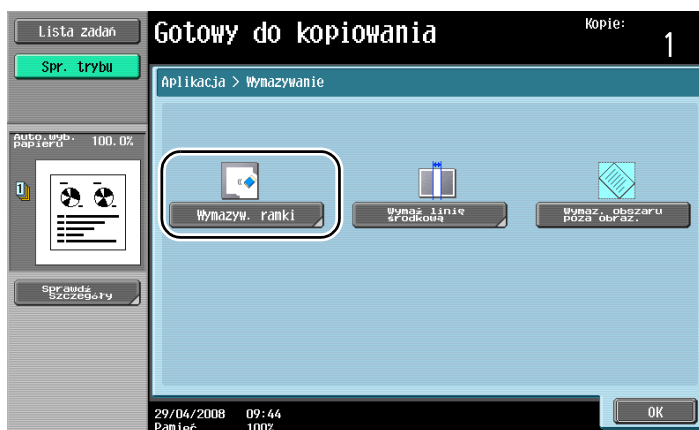 Lista zadań
Spr. trybu
Auto.wyb.
papieru
100.0%
1
Sprawdź
Szczegóły
Gotowy do kopiowania
Kopie:
1
Aplikacja > Wymazywanie
Wymazyw. ramki
Wymaż linię
środkową
Wymaz. obszaru
poza obraz.
29/04/2008 09:44
Pamięć 100%
OK